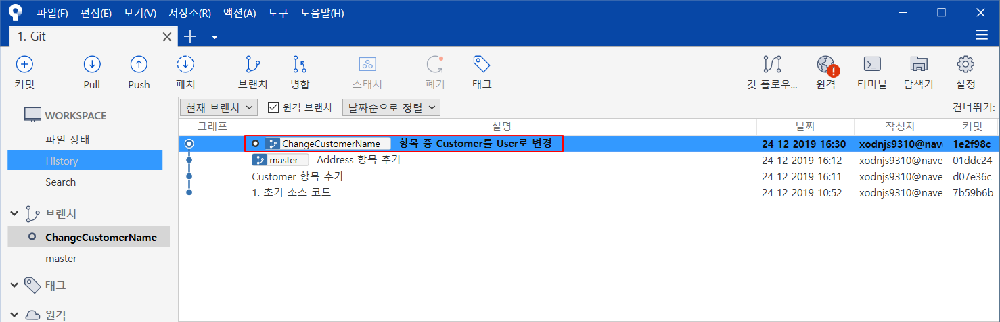 파일(F) 편집(E) 보기(V) 저장소(R) 액션(A) 도구 도움말(H)
1. Git
커밋 Pull Push 패치 브랜치 병합 스태시 폐기 태그 깃 플로우... 원격 터미널 탐색기 설정
WORKSPACE
파일 상태
History
Search
브랜치
ChangeCustomerName
master
태그
원격
현재 브랜치 원격 브랜치 날짜순으로 정렬 건너뛰기:
그래프 설명 날짜 작성자 커밋
ChangeCustomerName 항목 중 Customer를 User로 변경 24 12 2019 16:30 xodnjs9310@nave 1e2f98c
master Address 항목 추가 24 12 2019 16:12 xodnjs9310@nave 01ddc24
Customer 항목 추가 24 12 2019 16:11 xodnjs9310@nave d07e36c
1. 초기 소스 코드 24 12 2019 10:52 xodnjs9310@nave 7b59b6b